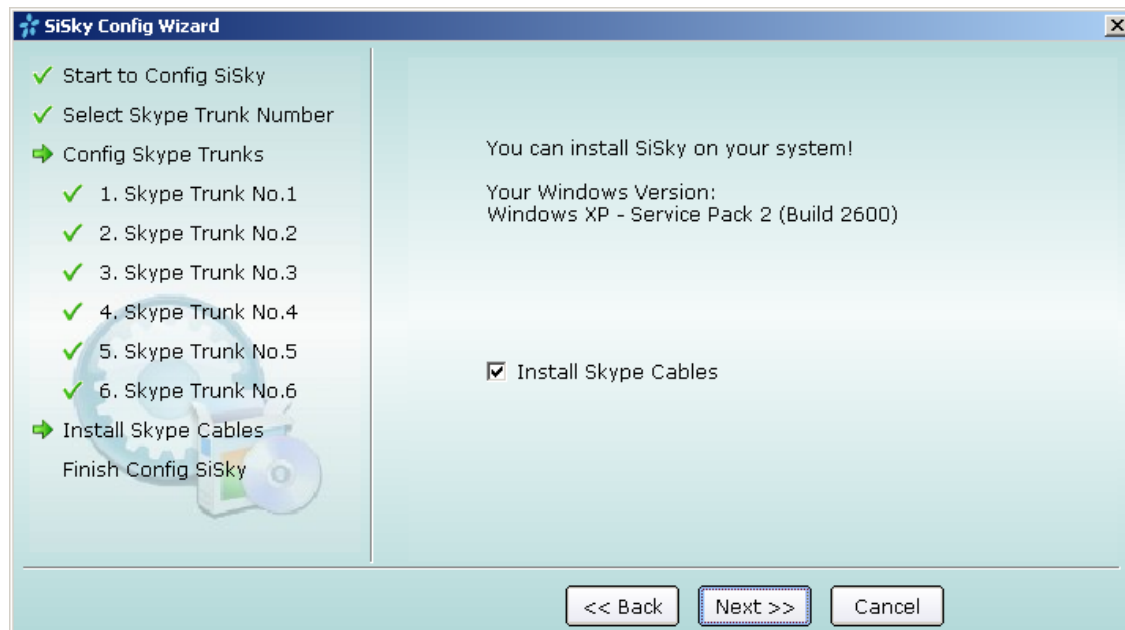 SiSky Config Wizard
Start to Config SiSky
Select Skype Trunk Number
Config Skype Trunks
1. Skype Trunk No.1
2. Skype Trunk No.2
3. Skype Trunk No.3
4. Skype Trunk No.4
5. Skype Trunk No.5
6. Skype Trunk No.6
Install Skype Cables
Finish Config SiSky
You can install SiSky on your system!
Your Windows Version:
Windows XP - Service Pack 2 (Build 2600)
Install Skype Cables
<< Back
Next >>
Cancel